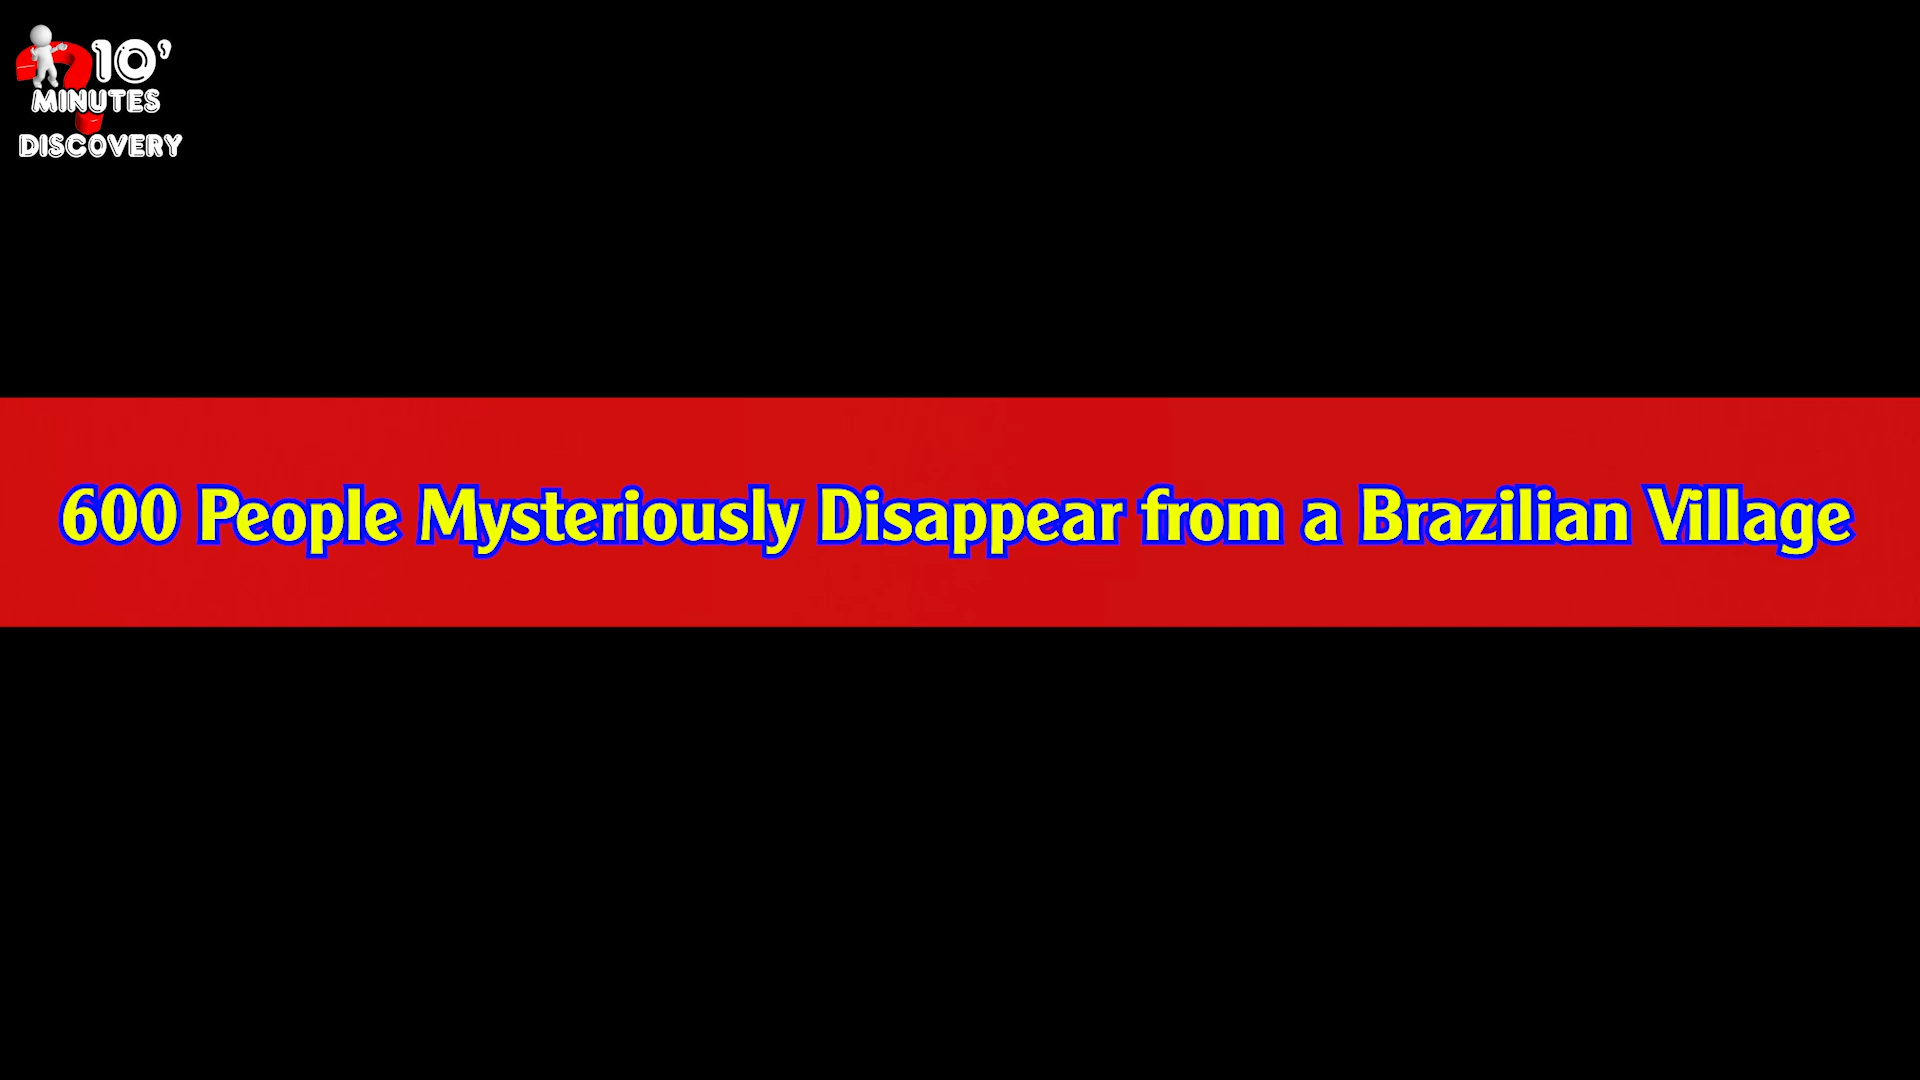 10'
MINUTES
DISCOVERY
600 People Mysteriously Disappear from a Brazilian Village